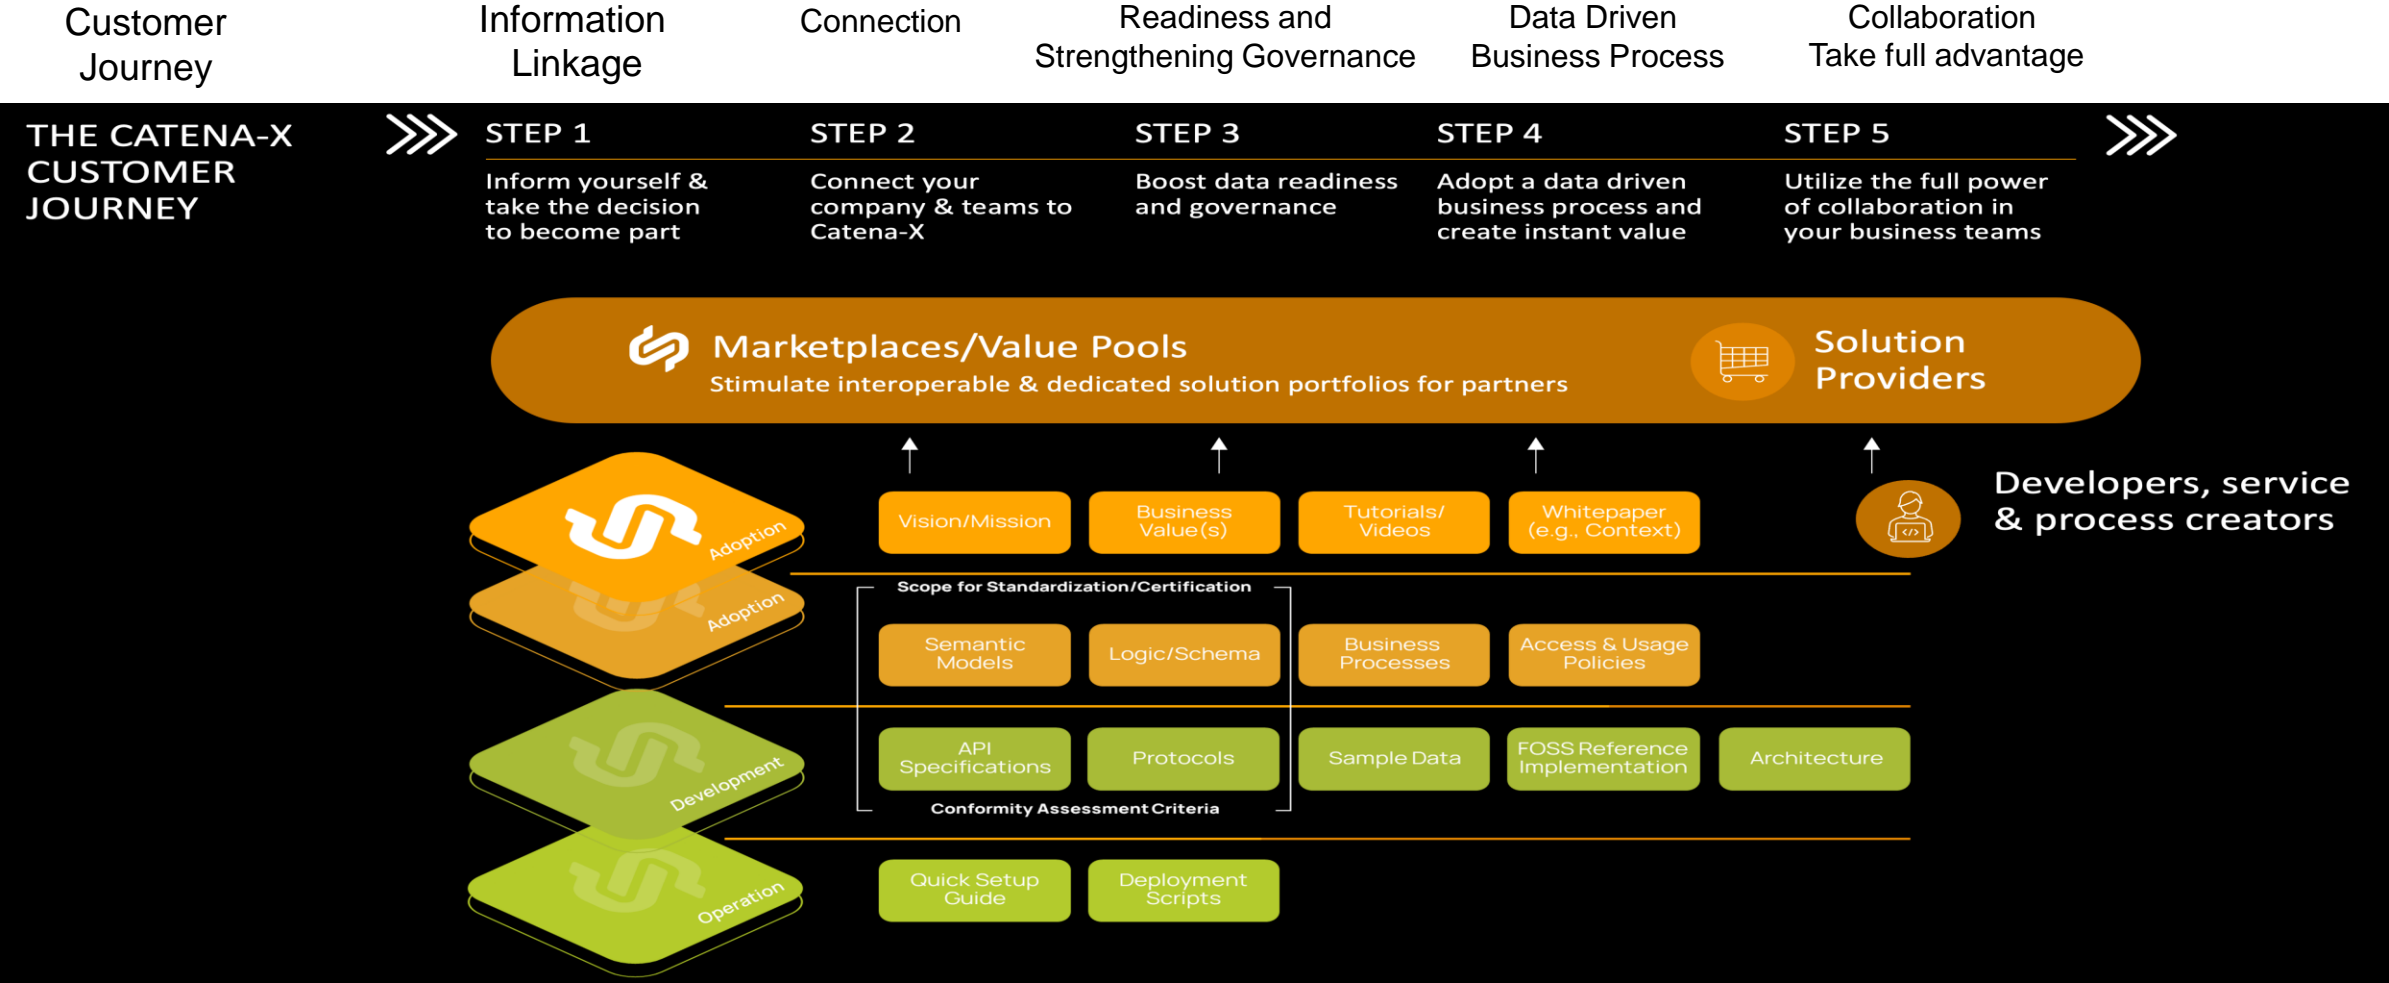 Customer
Journey
Information
Linkage
Connection
Readiness and
Strengthening Governance
Data Driven
Business Process
Collaboration
Take full advantage
THE CATENA-X
CUSTOMER
JOURNEY
STEP 1
Inform yourself &
take the decision
to become part
STEP 2
Connect your
company & teams to
Catena-X
STEP 3
Boost data readiness
and governance
STEP 4
Adopt a data driven
business process and
create instant value
STEP 5
Utilize the full power
of collaboration in
your business teams
Marketplaces/Value Pools
Stimulate interoperable & dedicated solution portfolios for partners
Solution
Providers
Developers, service
& process creators
Adoption
Vision/Mission
Business
Value(s)
Tutorials/
Videos
Whitepaper
(e.g., Context)
Scope for Standardization/Certification
Adoption
Semantic
Models
Logic/Schema
Business
Processes
Access & Usage
Policies
Development
API
Specifications
Protocols
Sample Data
FOSS Reference
Implementation
Architecture
Conformity Assessment Criteria
Operation
Quick Setup
Guide
Deployment
Scripts